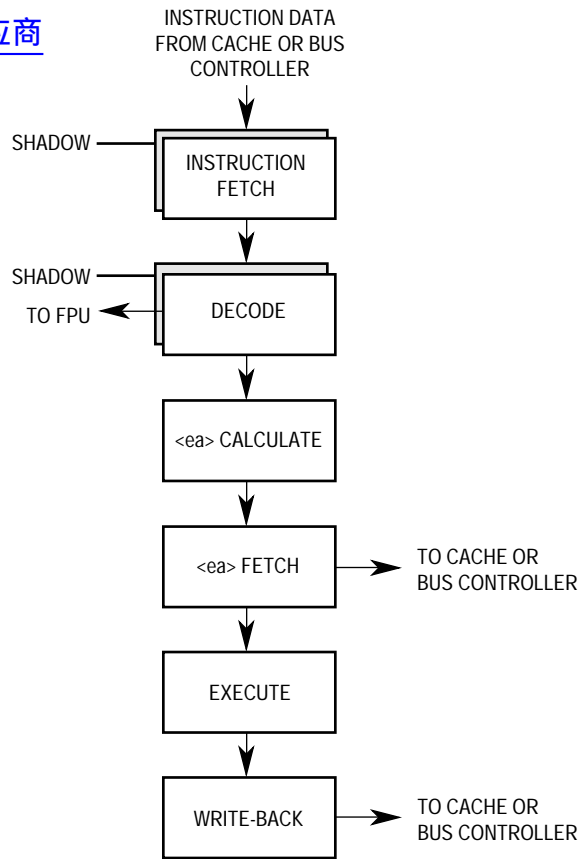 应商
INSTRUCTION DATA
FROM CACHE OR BUS
CONTROLLER
SHADOW
INSTRUCTION
FETCH
SHADOW
TO FPU
DECODE
<ea> CALCULATE
<ea> FETCH
TO CACHE OR
BUS CONTROLLER
EXECUTE
WRITE-BACK
TO CACHE OR
BUS CONTROLLER